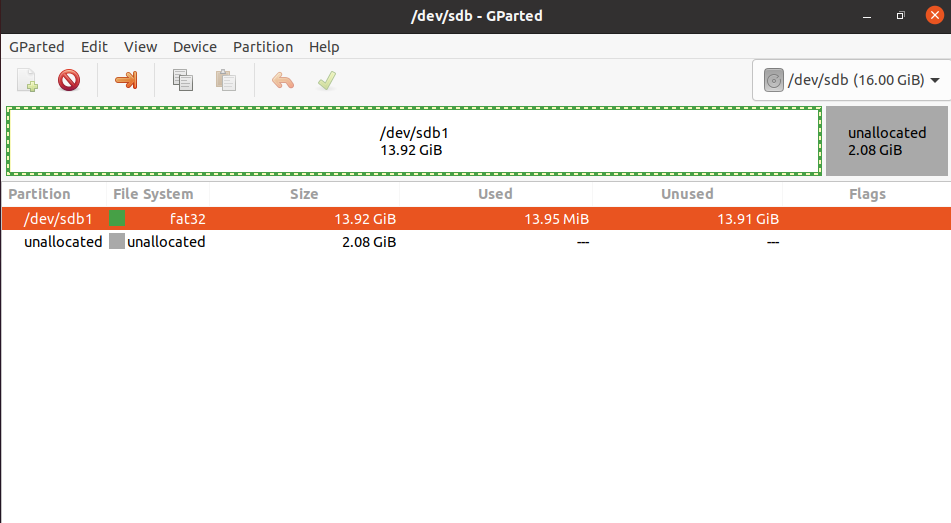 /dev/sdb - GParted
GParted Edit View Device Partition Help
/dev/sdb (16.00 GiB)
/dev/sdb1
13.92 GiB
unallocated
2.08 GiB
Partition File System Size Used Unused Flags
/dev/sdb1 fat32 13.92 GiB 13.95 MiB 13.91 GiB
unallocated unallocated 2.08 GiB --- ---